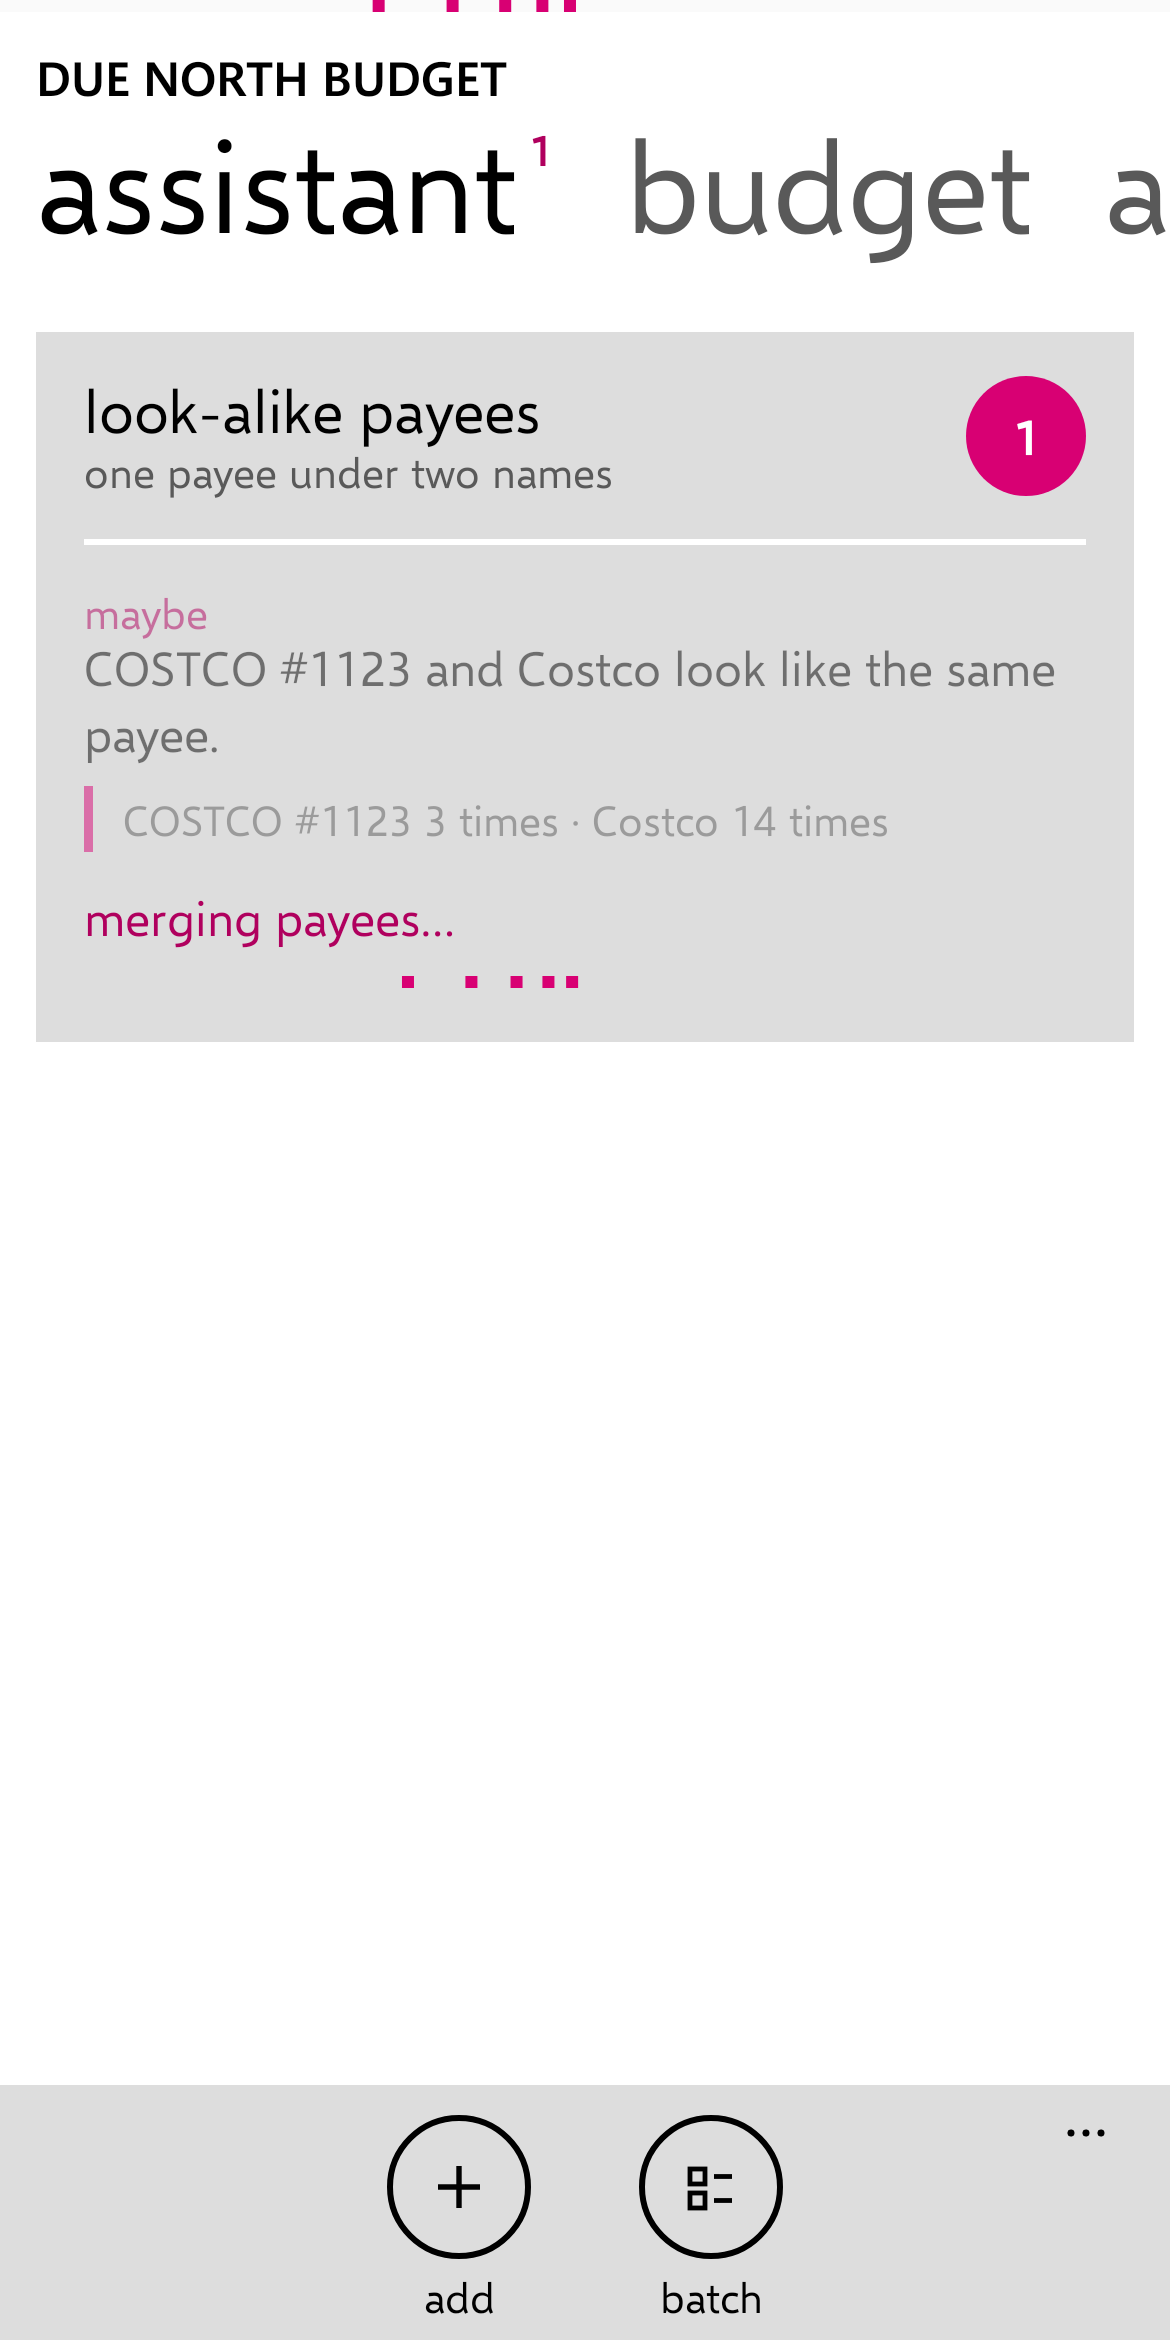 DUE NORTH BUDGET
assistant 1 budget a
look-alike payees
1
one payee under two names
maybe
COSTCO #1123 and Costco look like the same
payee.
COSTCO #1123 3 times · Costco 14 times
merging payees...
add
batch